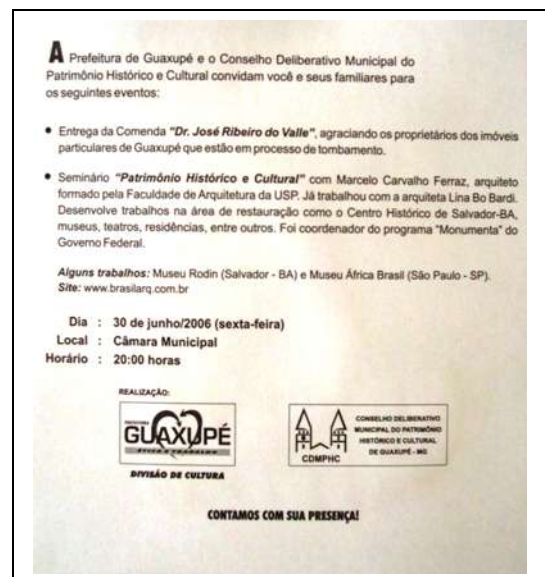 A Prefeitura de Guaxupé e o Conselho Deliberativo Municipal do
Patrimônio Histórico e Cultural convidam você e seus familiares para
os seguintes eventos:
● Entrega da Comenda "Dr. José Ribeiro do Valle", agraciando os proprietários dos imóveis
particulares de Guaxupé que estão em processo de tombamento.
● Seminário "Patrimônio Histórico e Cultural" com Marcelo Carvalho Ferraz, arquiteto
formado pela Faculdade de Arquitetura da USP. Já trabalhou com a arquiteta Lina Bo Bardi.
Desenvolve trabalhos na área de restauração como o Centro Histórico de Salvador-BA,
museus, teatros, residências, entre outros. Foi coordenador do programa "Monumenta" do
Governo Federal.
Alguns trabalhos: Museu Rodin (Salvador - BA) e Museu África Brasil (São Paulo - SP).
Site: www.brasilarq.com.br
Dia : 30 de junho/2006 (sexta-feira)
Local : Câmara Municipal
Horário : 20:00 horas
REALIZAÇÃO:
PREFEITURA
GUAXUPÉ
ÉTICA E TRABALHO
DIVISÃO DE CULTURA
CDMPHC
CONSELHO DELIBERATIVO
MUNICIPAL DO PATRIMÔNIO
HISTÓRICO E CULTURAL
DE GUAXUPÉ - MG
CONTAMOS COM SUA PRESENÇA!